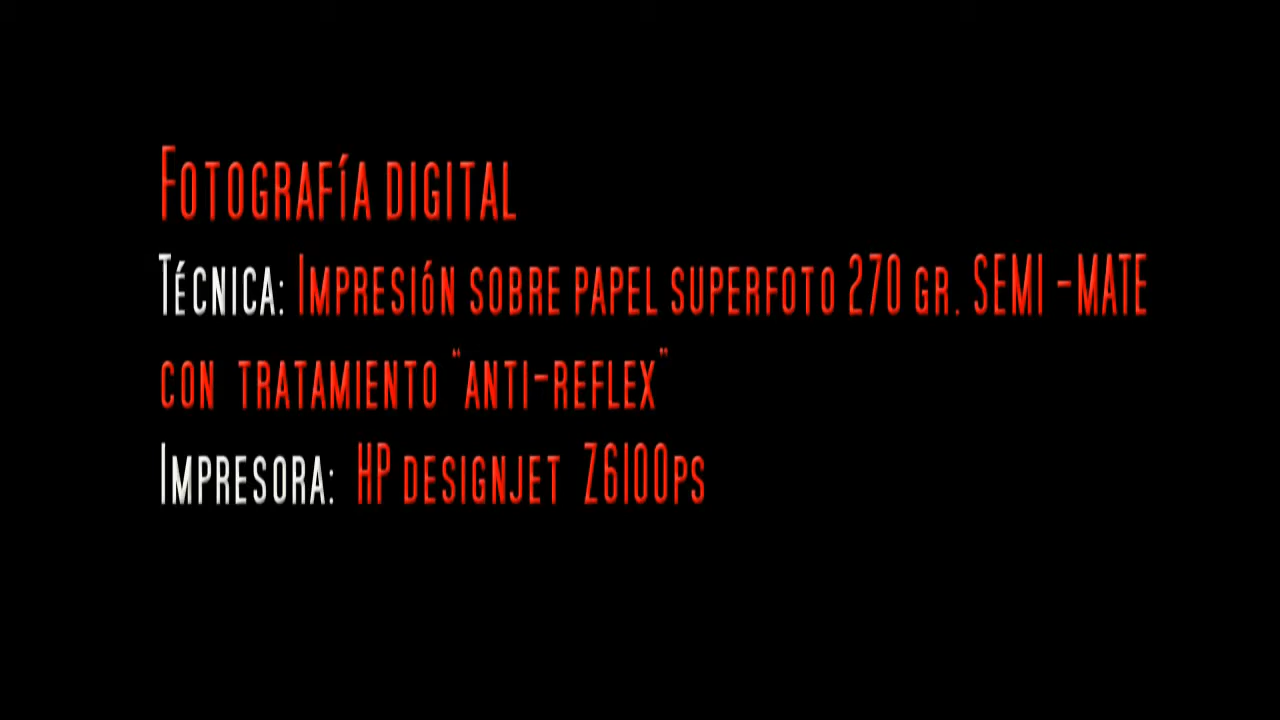 Fotografía digital
Técnica: Impresión sobre papel superfoto 270 gr. SEMI -MATE
con tratamiento "anti-reflex"
Impresora: HP designjet Z6100ps